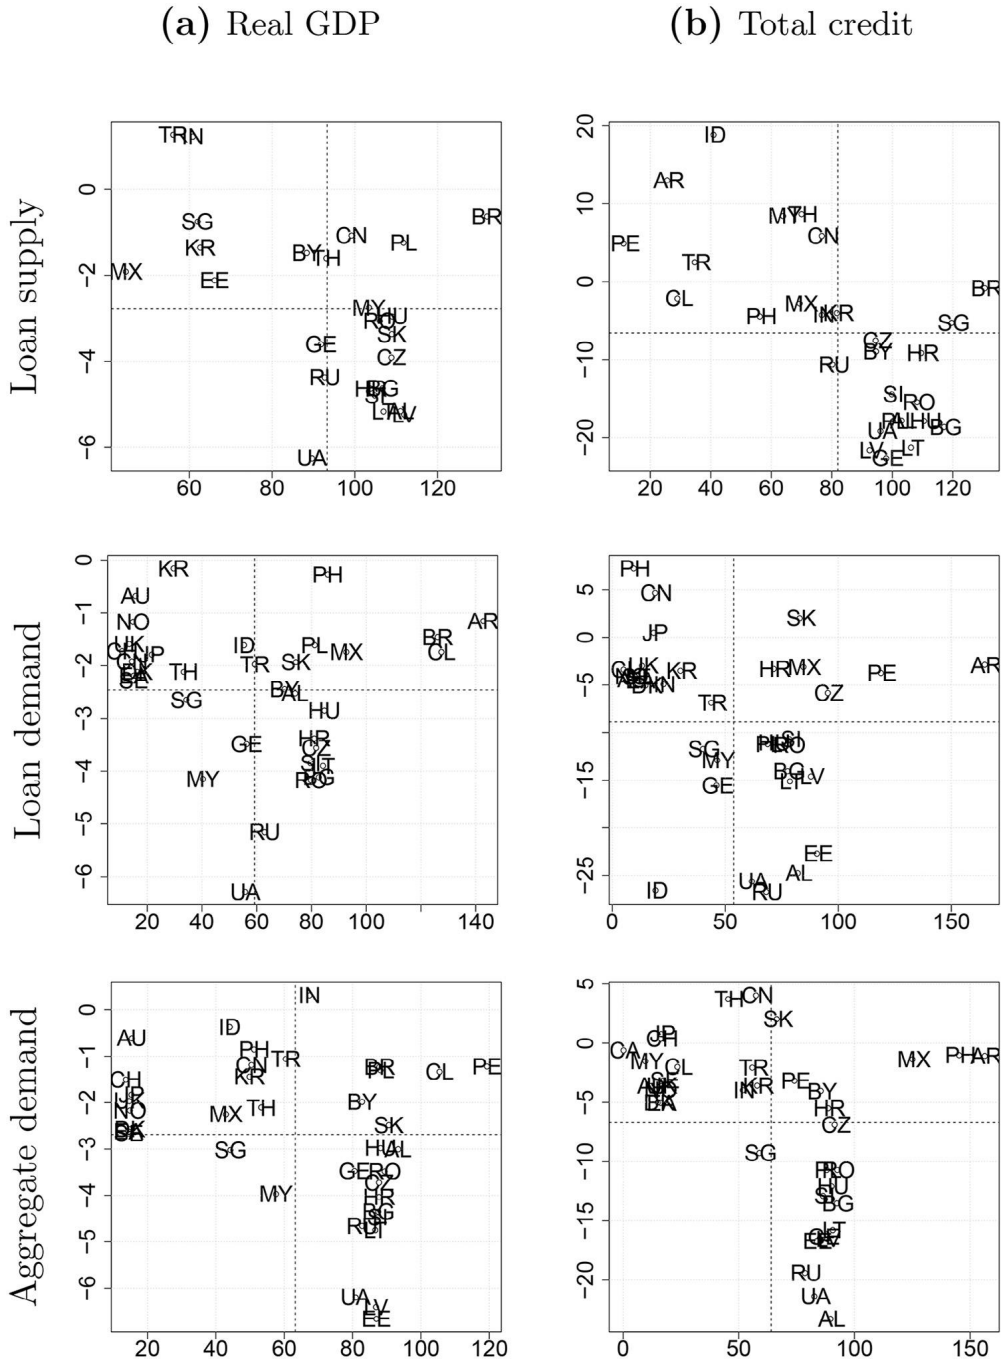 (a) Real GDP
(b) Total credit
Loan supply
0
−2
−4
−6
TR
IN
SG
KR
MX
EE
BY
TH
CN
PL
BR
MY
HU
RO
SK
GE
CZ
RU
BG
LV
UA
60 80 100 120
20
10
0
−10
−20
ID
AR
MY
TH
CN
PE
TR
CL
MX
PH
KR
BR
SG
CZ
BY
HR
RU
SI
RO
HU
BG
UA
LV
LT
GE
20 40 60 80 100 120
Loan demand
0
−1
−2
−3
−4
−5
−6
KR
PH
AU
NO
UK
CH
JP
ID
PL
MX
BR
CL
AR
TR
SK
TH
BY
AL
SG
HU
GE
HR
CZ
LT
BG
RO
MY
RU
UA
20 40 60 80 100 140
5
0
−5
−15
−25
PH
CN
SK
JP
UK
KR
HR
MX
PE
AR
CZ
TR
SG
MY
GE
SI
RO
BG
LV
LT
EE
AL
UA
RU
ID
0 50 100 150
Aggregate demand
0
−1
−2
−3
−4
−5
−6
IN
AU
ID
PH
TR
CN
KR
CL
PE
CH
JP
NO
MX
TH
BY
SK
SG
HU
AL
GE
RO
CZ
MY
HR
BG
RU
LT
UA
LV
EE
20 40 60 80 100 120
5
0
−5
−10
−15
−20
TH
CN
SK
JP
CH
CA
MY
CL
TR
MX
PH
AR
KR
IN
PE
BY
HR
CZ
SG
RO
HU
BG
LT
RU
UA
AL
0 50 100 150